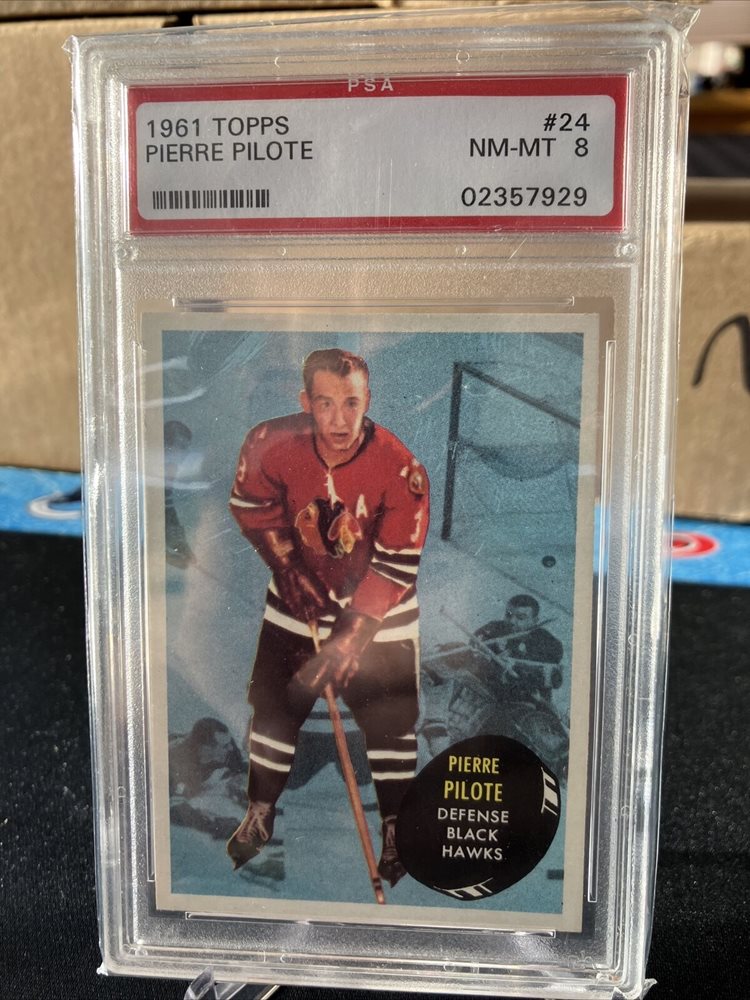 PSA
1961 TOPPS #24
PIERRE PILOTE NM-MT 8
02357929
A
PIERRE
PILOTE
DEFENSE
BLACK
HAWKS